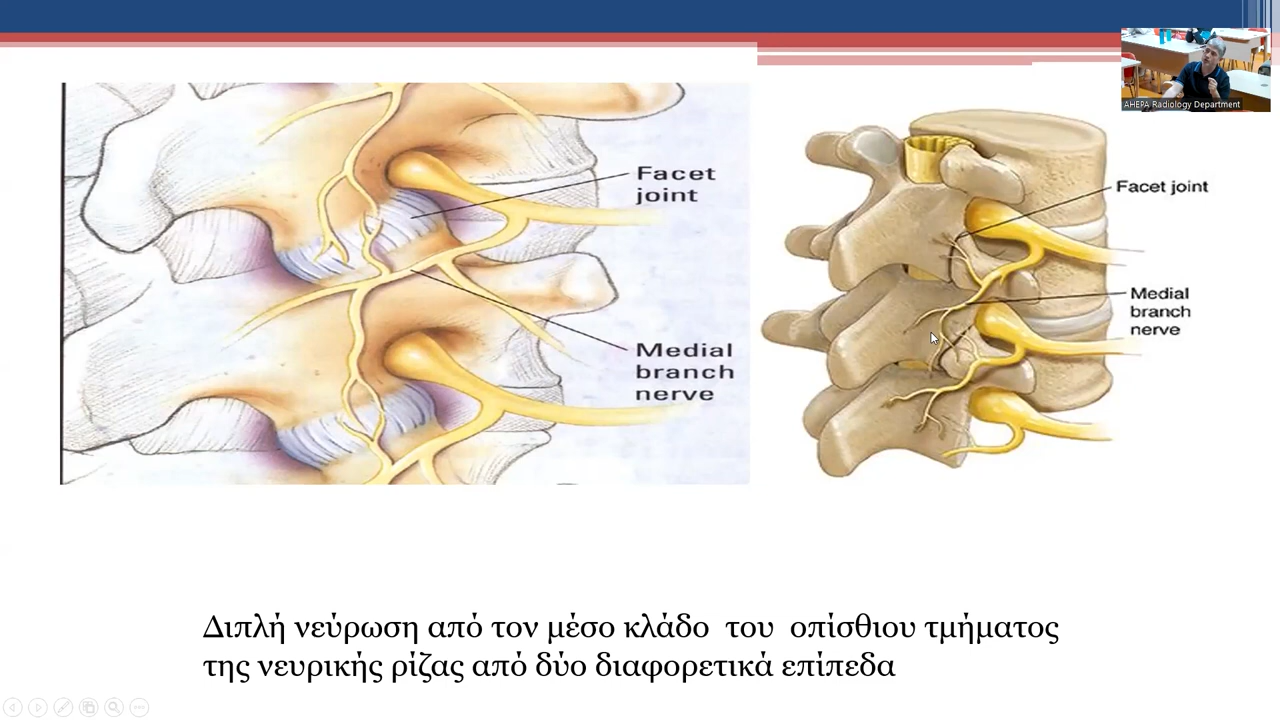 AHEPA Radiology Department
Facet
joint
Medial
branch
nerve
Facet joint
Medial
branch
nerve
Διπλή νεύρωση από τον μέσο κλάδο του οπίσθιου τμήματος
της νευρικής ρίζας από δύο διαφορετικά επίπεδα